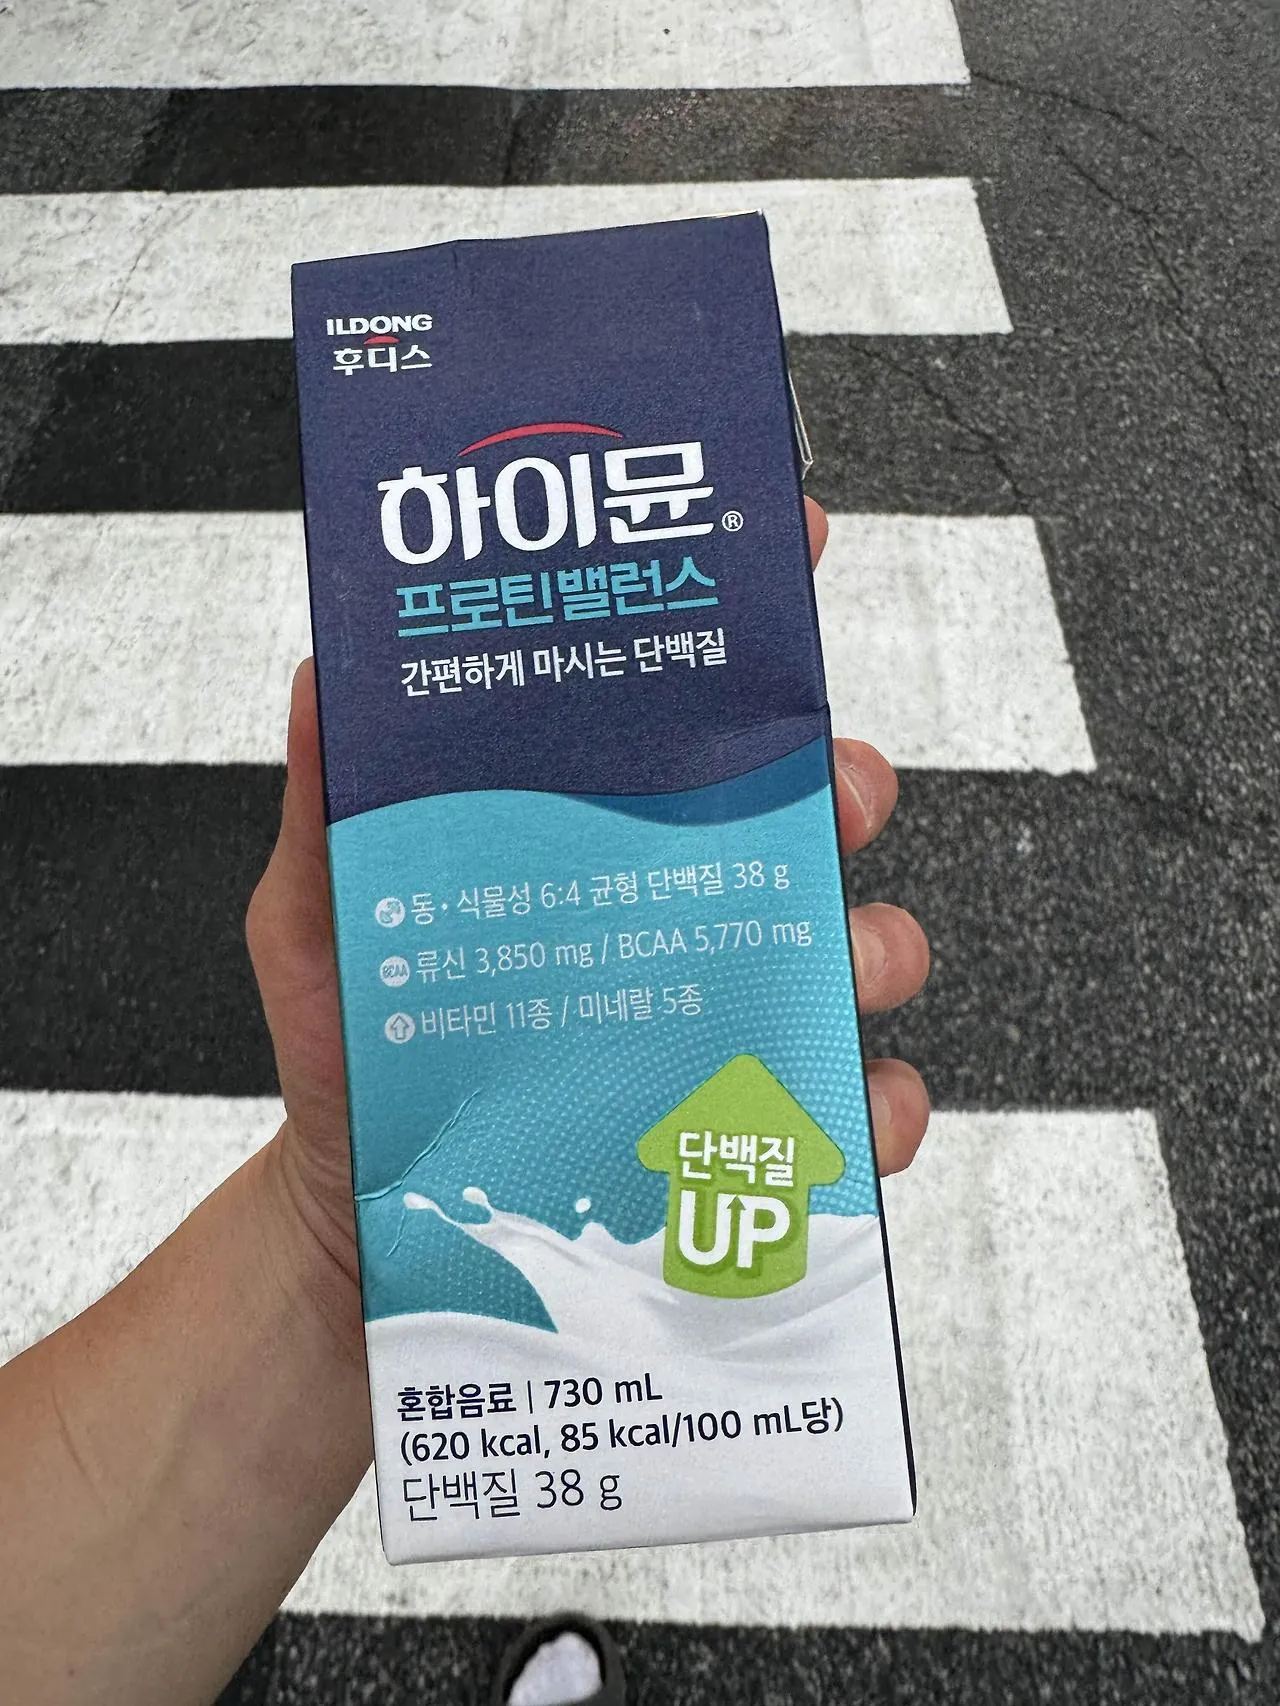 ILDONG
후디스
하이뮨®
프로틴밸런스
간편하게 마시는 단백질
동·식물성 6:4 균형 단백질 38 g
BCAA 류신 3,850 mg / BCAA 5,770 mg
비타민 11종 / 미네랄 5종
단백질
UP
혼합음료 | 730 mL
(620 kcal, 85 kcal/100 mL당)
단백질 38 g